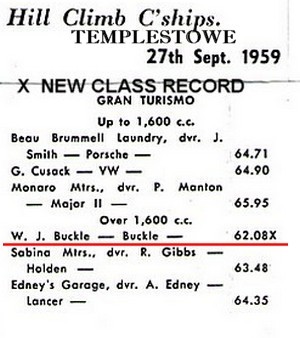 Hill Climb C'ships.
TEMPLESTOWE
27th Sept. 1959
X NEW CLASS RECORD
GRAN TURISMO
Up to 1,600 c.c.
Beau Brummell Laundry, dvr. J.
Smith — Porsche — 64.71
G. Cusack — VW — 64.90
Monaro Mtrs., dvr. P. Manton
— Major II — 65.95
Over 1,600 c.c.
W. J. Buckle — Buckle — 62.08X
Sabina Mtrs., dvr. R. Gibbs —
Holden — 63.48
Edney's Garage, dvr. A. Edney —
Lancer — 64.35